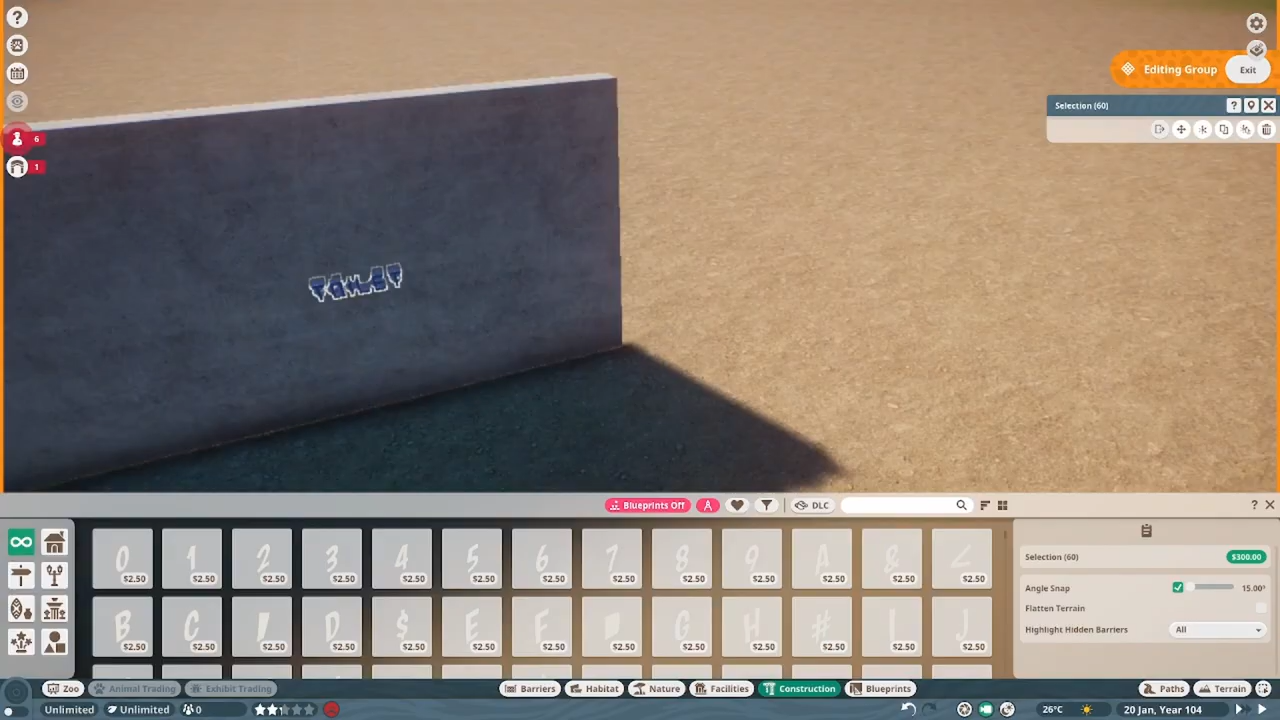 Editing Group Exit
Selection (60)
6
1
Blueprints Off DLC
0 1 2 3 4 5 6 7 8 9 A &
$2.50 $2.50 $2.50 $2.50 $2.50 $2.50 $2.50 $2.50 $2.50 $2.50 $2.50 $2.50 $2.50
B C D $ E F G H # I J
$2.50 $2.50 $2.50 $2.50 $2.50 $2.50 $2.50 $2.50 $2.50 $2.50 $2.50 $2.50 $2.50
Selection (60) $300.00
Angle Snap 15.00°
Flatten Terrain
Highlight Hidden Barriers All
Zoo Animal Trading Exhibit Trading Barriers Habitat Nature Facilities Construction Blueprints Paths Terrain
Unlimited Unlimited 0 26°C 20 Jan, Year 104